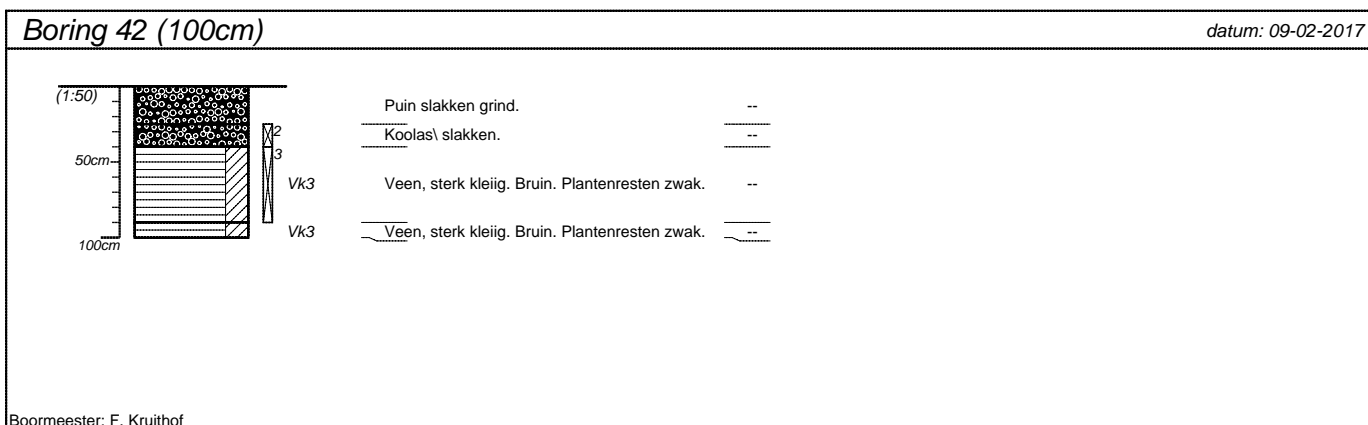 Boring 42 (100cm) datum: 09-02-2017
(1:50)
Puin slakken grind. --
2 Koolas\ slakken. --
50cm 3
Vk3 Veen, sterk kleiig. Bruin. Plantenresten zwak. --
Vk3 Veen, sterk kleiig. Bruin. Plantenresten zwak. --
100cm
Boormeester: F. Kruithof